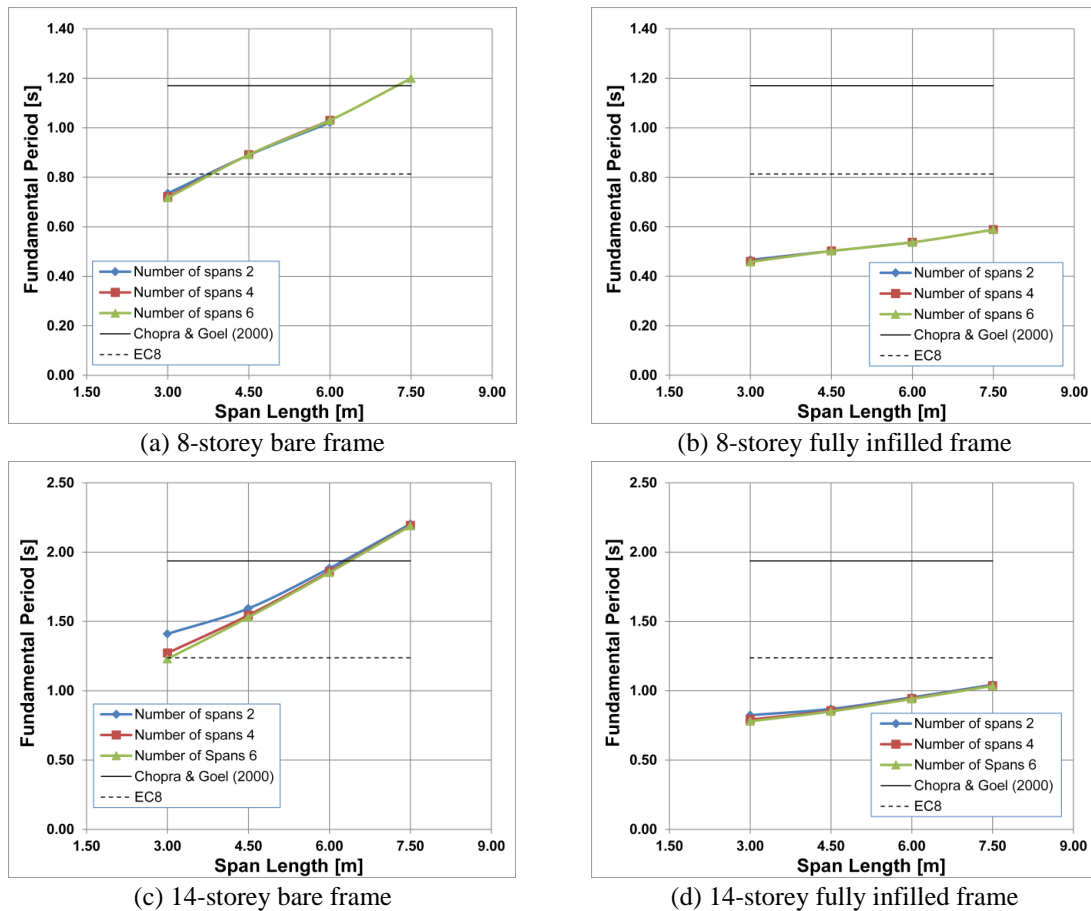 1.40
1.20
1.00
0.80
0.60
0.40
0.20
0.00
Fundamental Period [s]
Number of spans 2
Number of spans 4
Number of spans 6
Chopra & Goel (2000)
EC8
1.50 3.00 4.50 6.00 7.50 9.00
Span Length [m]
(a) 8-storey bare frame
1.40
1.20
1.00
0.80
0.60
0.40
0.20
0.00
Fundamental Period [s]
Number of spans 2
Number of spans 4
Number of spans 6
Chopra & Goel (2000)
EC8
1.50 3.00 4.50 6.00 7.50 9.00
Span Length [m]
(b) 8-storey fully infilled frame
2.50
2.00
1.50
1.00
0.50
0.00
Fundamental Period [s]
Number of spans 2
Number of spans 4
Number of Spans 6
Chopra & Goel (2000)
EC8
1.50 3.00 4.50 6.00 7.50 9.00
Span Length [m]
(c) 14-storey bare frame
2.50
2.00
1.50
1.00
0.50
0.00
Fundamental Period [s]
Number of spans 2
Number of spans 4
Number of Spans 6
Chopra & Goel (2000)
EC8
1.50 3.00 4.50 6.00 7.50 9.00
Span Length [m]
(d) 14-storey fully infilled frame